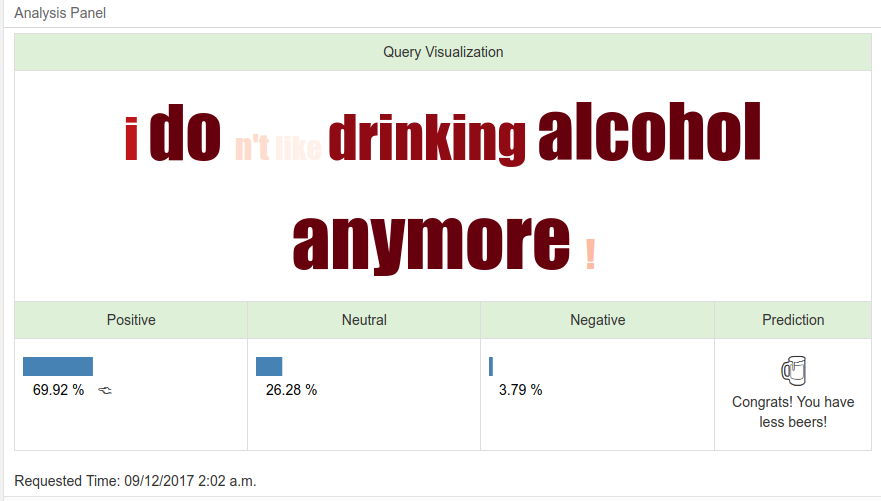 Analysis Panel
Query Visualization
i do n't like drinking alcohol
anymore !
Positive Neutral Negative Prediction
69.92 % 26.28 % 3.79 %
Congrats! You have
less beers!
Requested Time: 09/12/2017 2:02 a.m.